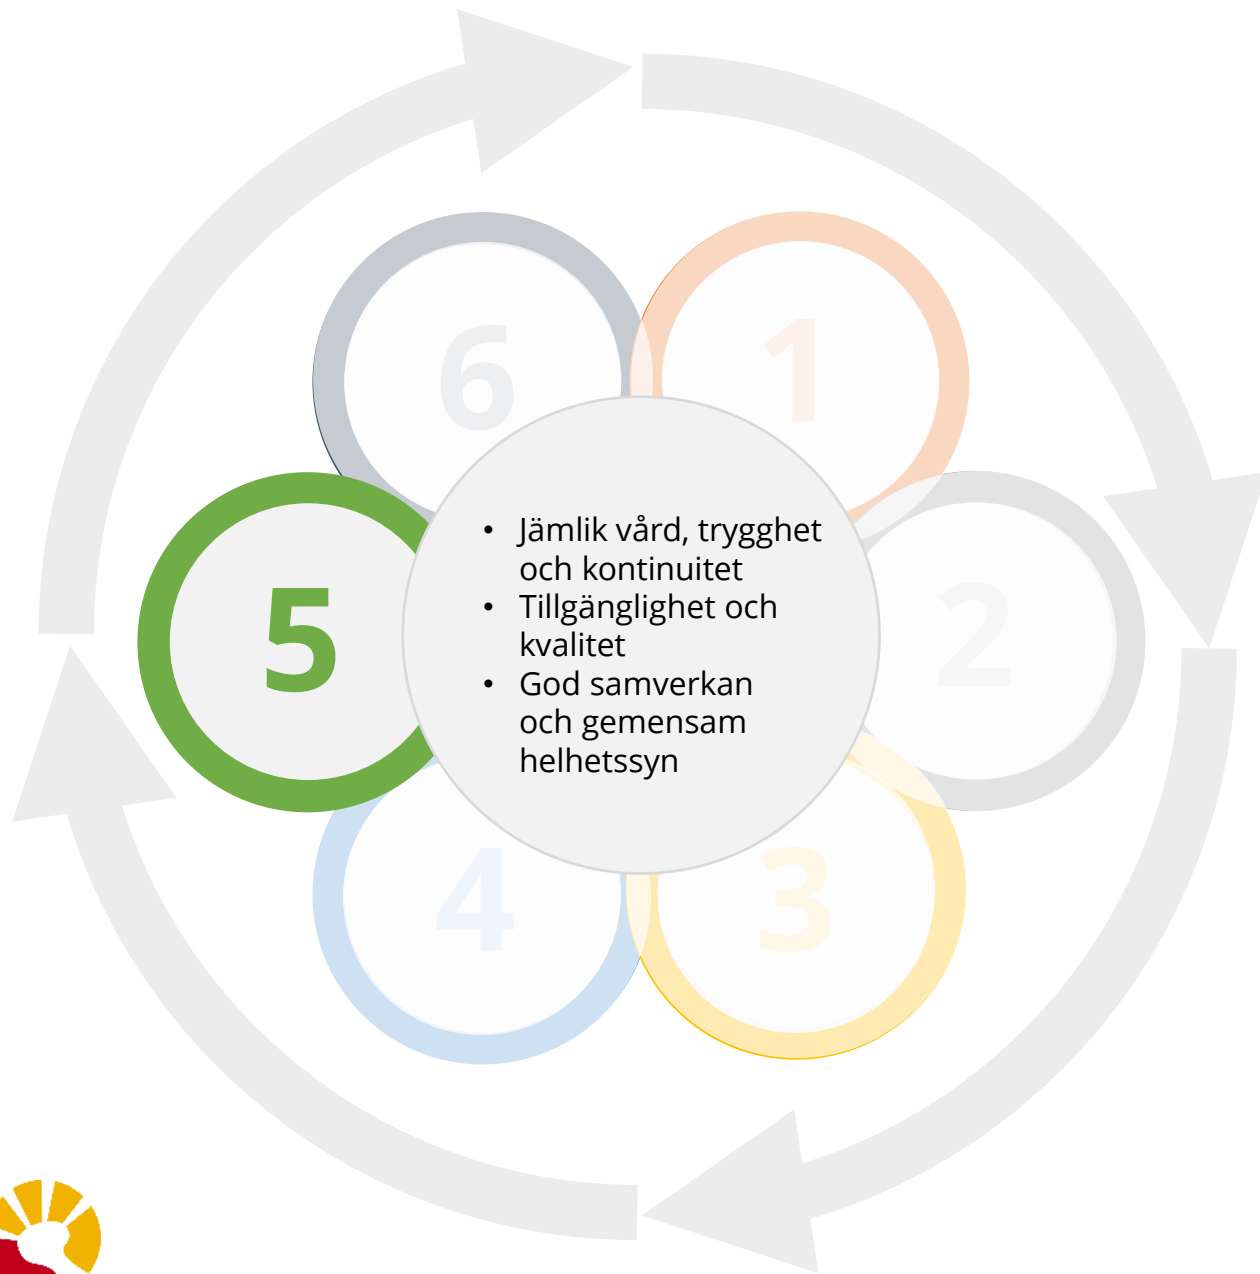 6
1
• Jämlik vård, trygghet
och kontinuitet
• Tillgänglighet och
kvalitet
• God samverkan
och gemensam
helhetssyn
5
2
4
3